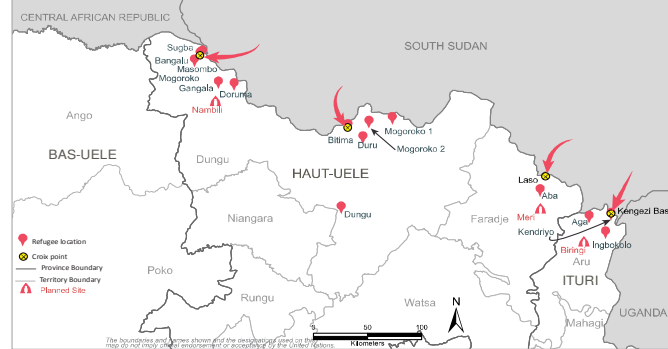 CENTRAL AFRICAN REPUBLIC
SOUTH SUDAN
Sugba
Bangalu
Masombo
Mogoroko
Gangala
Doruma
Nambili
Ango
BAS-UELE
Dungu
Bitima
Duru
Mogoroko 1
Mogoroko 2
HAUT-UELE
Laso
Aba
Meri
Kengezi Bas
Niangara
Dungu
Faradje
Aga
Kendriyo
Ingbokolo
Biringi
Aru
ITURI
Refugee location
Croix point
Province Boundary
Territory Boundary
Planned Site
Poko
Rungu
Watsa
Mahagi
UGANDA
N
0 50 100
Kilometers
The boundaries and names shown and the designations used on
map do not imply official endorsement or acceptance by the United Nations.